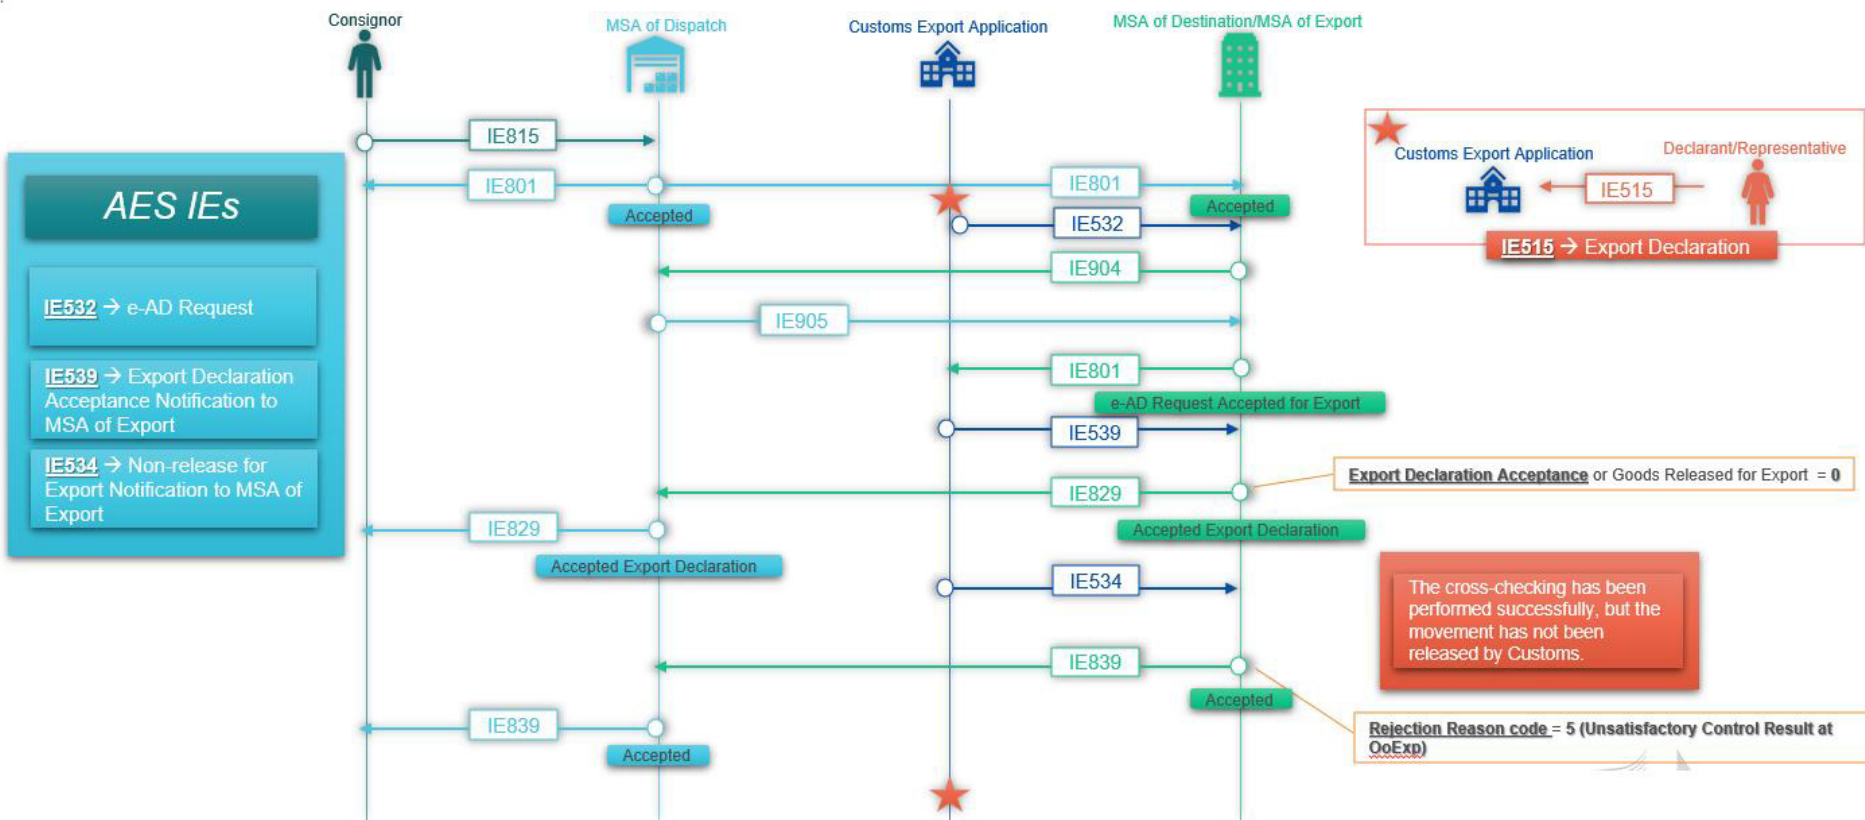 Consignor
MSA of Dispatch
Customs Export Application
MSA of Destination/MSA of Export
IE815
AES IEs
IE801
IE801
Accepted
Accepted
IE532
Customs Export Application
Declarant/Representative
IE515
IE515 → Export Declaration
IE904
IE532 → e-AD Request
IE905
IE801
e-AD Request Accepted for Export
IE539 → Export Declaration
Acceptance Notification to
MSA of Export
IE539
IE534 → Non-release for
Export Notification to MSA of
Export
Export Declaration Acceptance or Goods Released for Export = 0
IE829
IE829
Accepted Export Declaration
Accepted Export Declaration
IE534
The cross-checking has been
performed successfully, but the
movement has not been
released by Customs.
IE839
Accepted
IE839
Accepted
Rejection Reason code = 5 (Unsatisfactory Control Result at
OoExp)